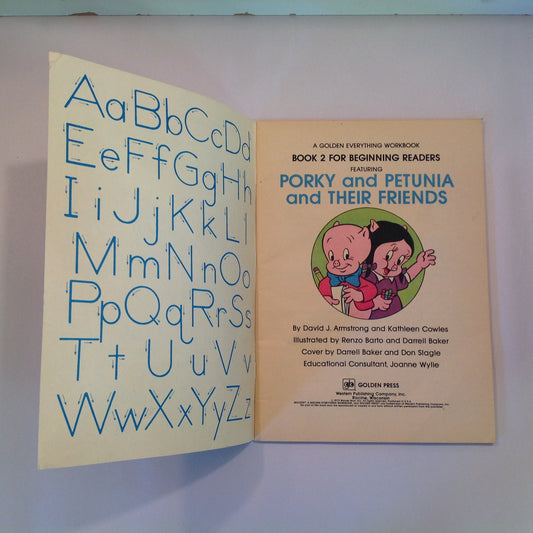 AaBbCcDd
EeFfGgHh
IiJjKkLl
MmNnOo
PpQqRrSs
TtUuVv
WwXxYyZz
A GOLDEN EVERYTHING WORKBOOK
BOOK 2 FOR BEGINNING READERS
FEATURING
PORKY and PETUNIA
and THEIR FRIENDS
By David J. Armstrong and Kathleen Cowles
Illustrated by Renzo Barto and Darrell Baker
Cover by Darrell Baker and Don Slagle
Educational Consultant, Joanne Wylie
GOLDEN PRESS
Western Publishing Company, Inc.
Racine, Wisconsin